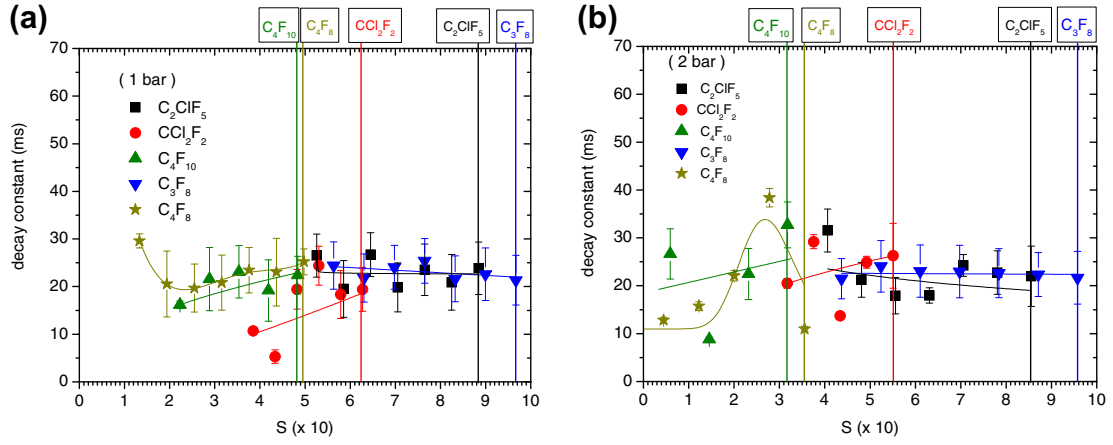 (a)
C₄F₁₀ C₄F₈ CCl₂F₂ C₂ClF₅ C₃F₈
70
60
50
40
30
20
10
0
decay constant (ms)
( 1 bar )
C₂ClF₅
CCl₂F₂
C₄F₁₀
C₃F₈
C₄F₈
0 1 2 3 4 5 6 7 8 9 10
S (x 10)
(b)
C₄F₁₀ C₄F₈ CCl₂F₂ C₂ClF₅ C₃F₈
70
60
50
40
30
20
10
0
decay constant (ms)
( 2 bar )
C₂ClF₅
CCl₂F₂
C₄F₁₀
C₃F₈
C₄F₈
0 1 2 3 4 5 6 7 8 9 10
S (x 10)